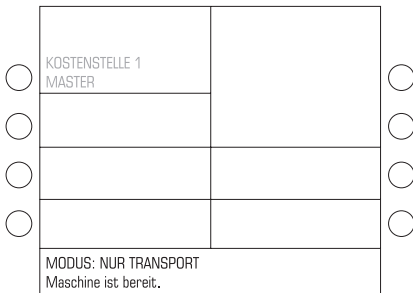 KOSTENSTELLE 1
MASTER
MODUS: NUR TRANSPORT
Maschine ist bereit.